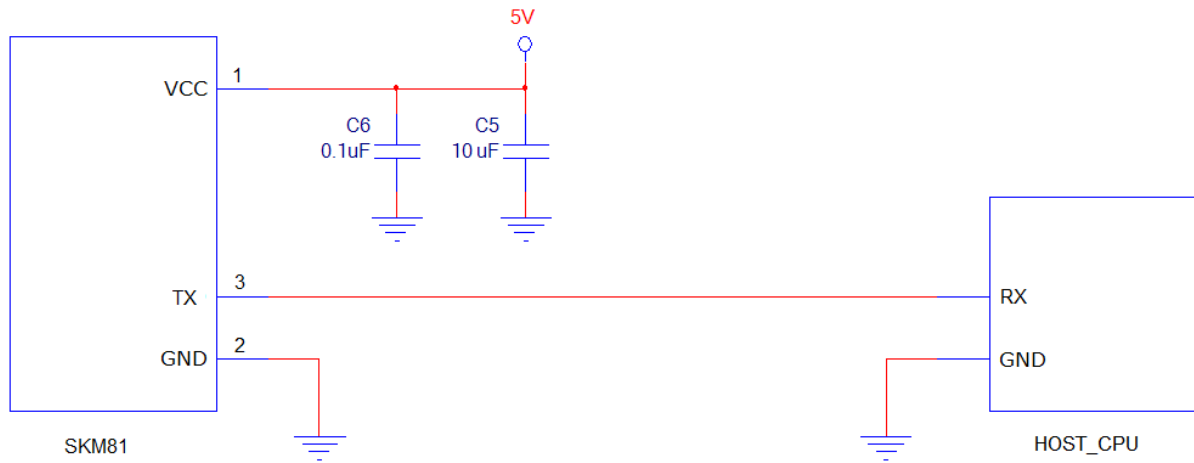 5V
1
VCC
C6
0.1uF
C5
10 uF
3
TX
RX
2
GND
GND
SKM81
HOST_CPU